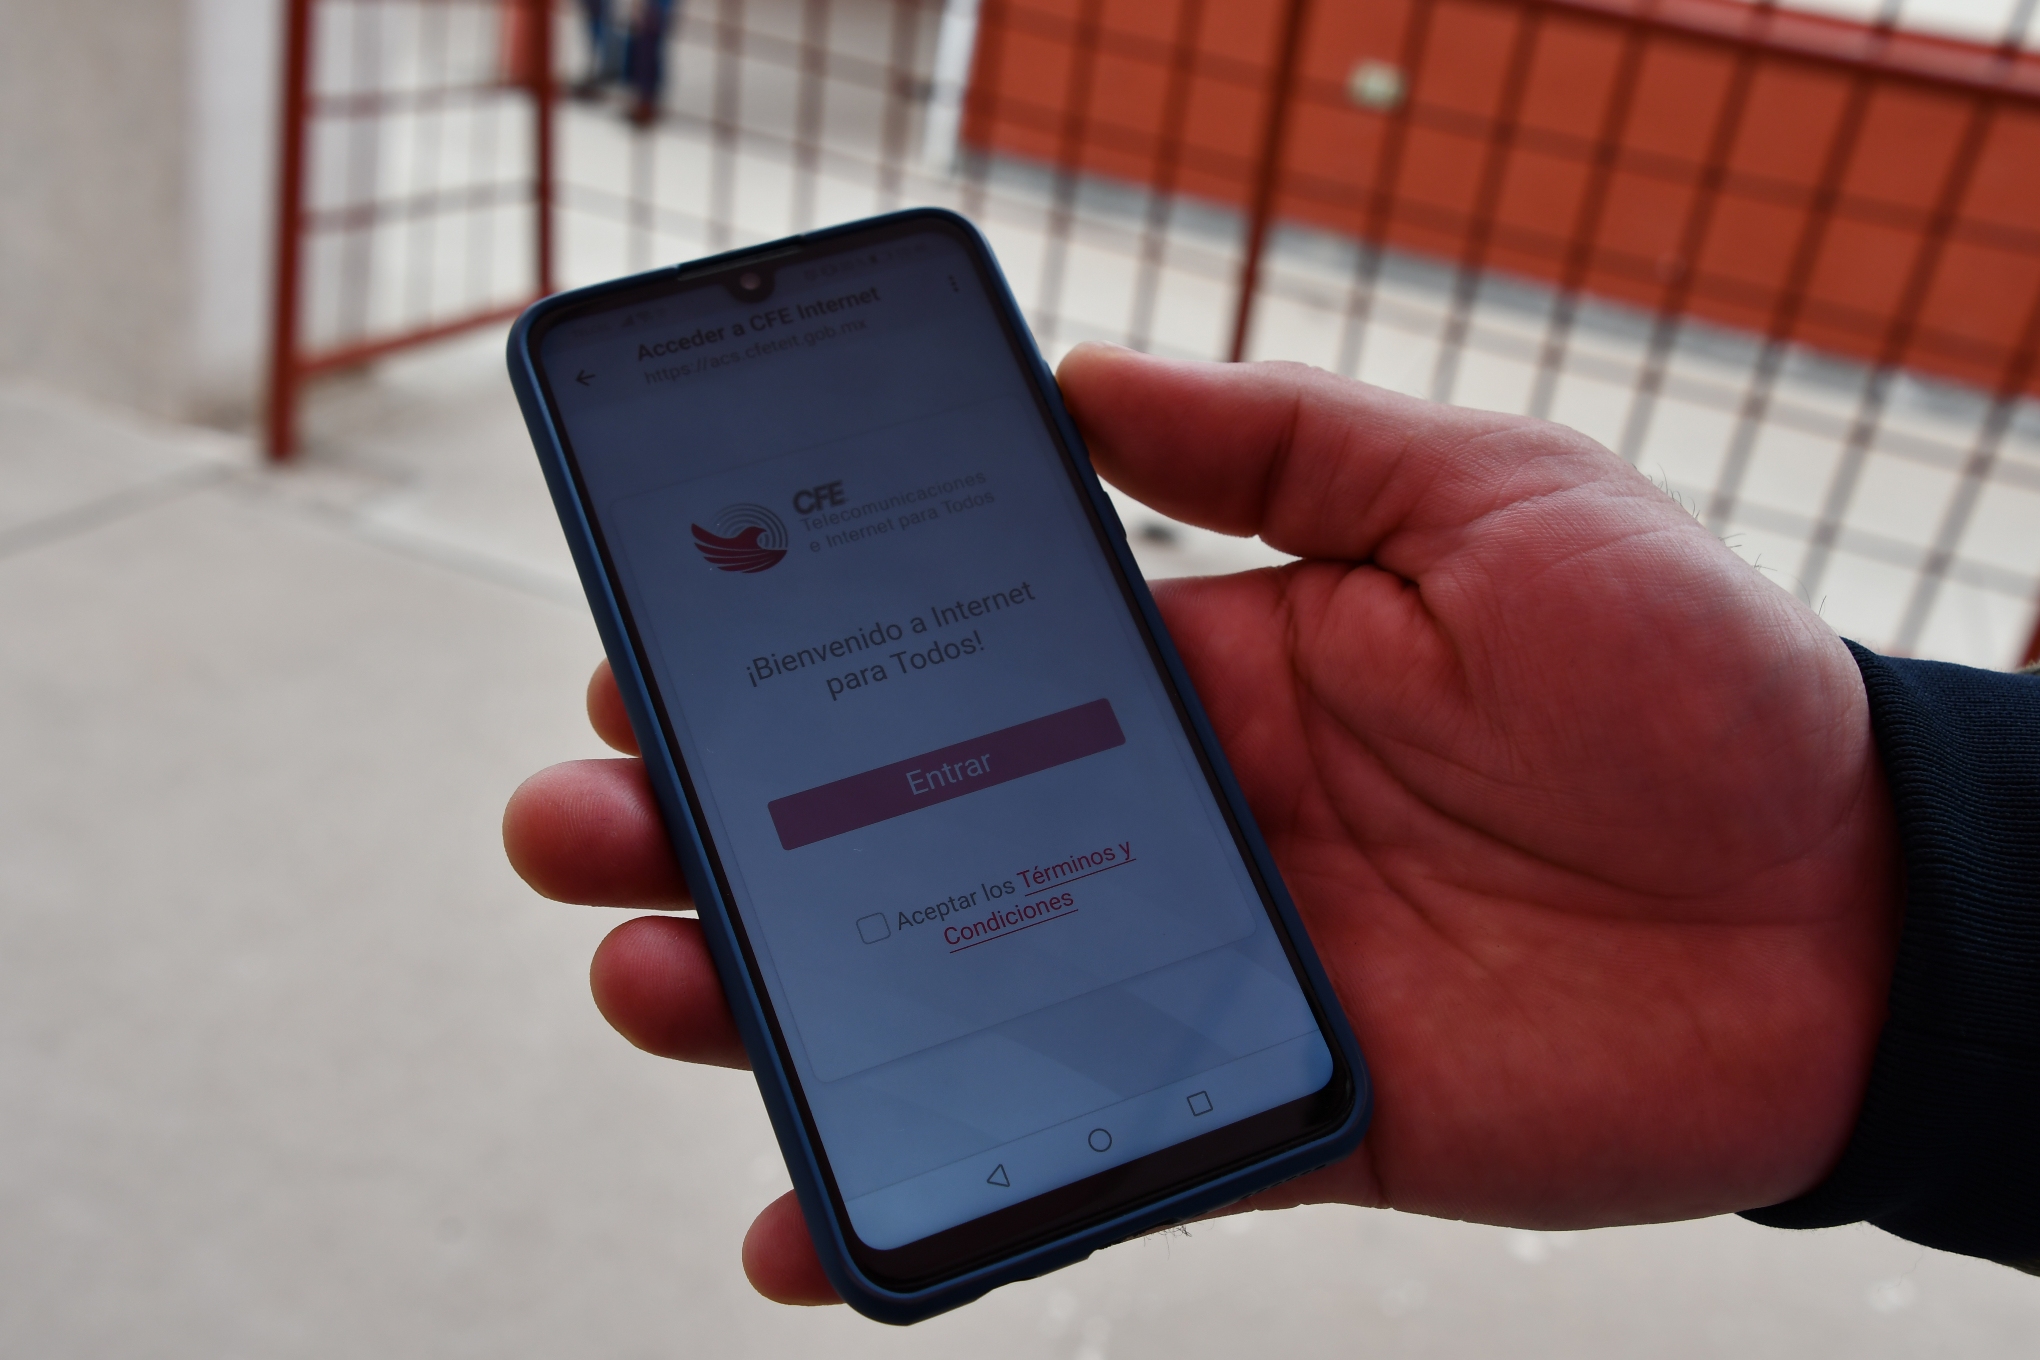 Acceder a CFE Internet
https://acs.cfeteit.gob.mx
CFE
Telecomunicaciones
e Internet para Todos
¡Bienvenido a Internet
para Todos!
Entrar
Aceptar los Términos y
Condiciones